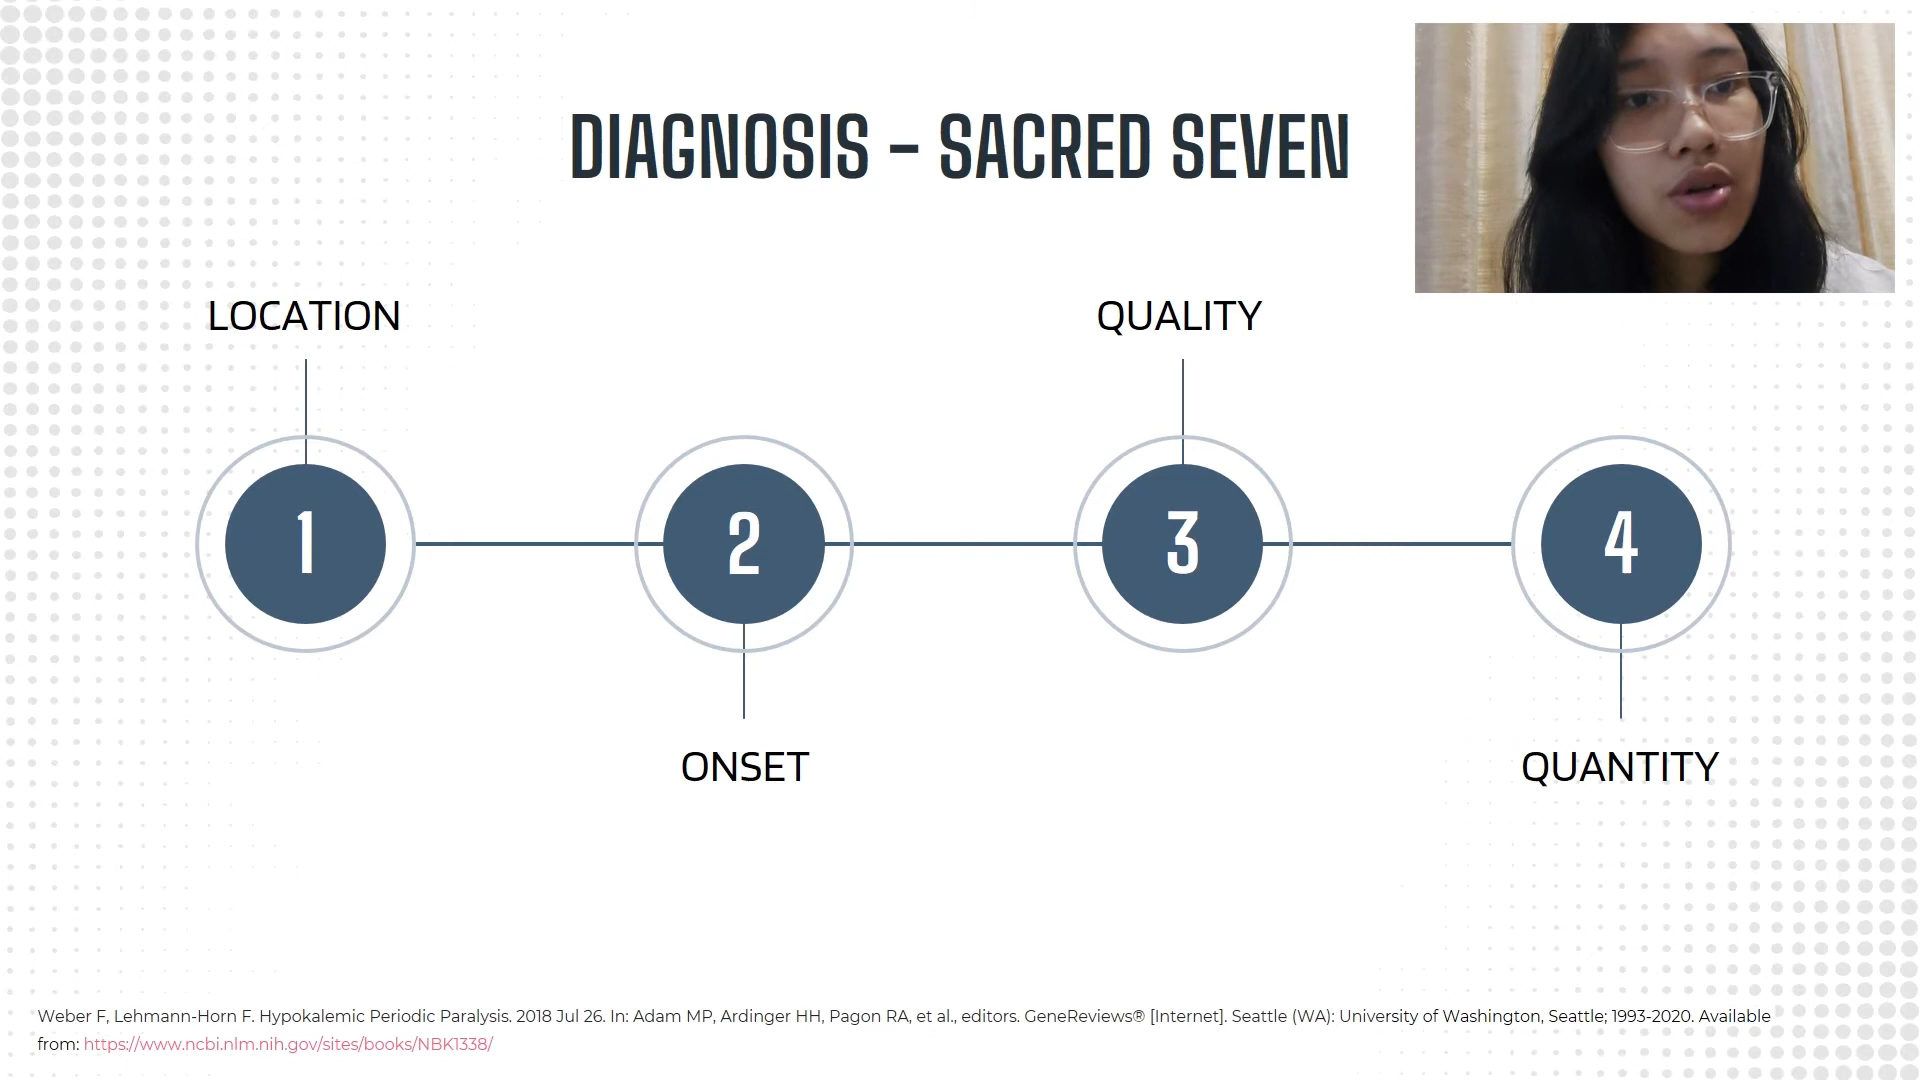 DIAGNOSIS – SACRED SEVEN
LOCATION
QUALITY
1
2
3
4
ONSET
QUANTITY
Weber F, Lehmann-Horn F. Hypokalemic Periodic Paralysis. 2018 Jul 26. In: Adam MP, Ardinger HH, Pagon RA, et al., editors. GeneReviews® [Internet]. Seattle (WA): University of Washington, Seattle; 1993-2020. Available
from: https://www.ncbi.nlm.nih.gov/sites/books/NBK1338/